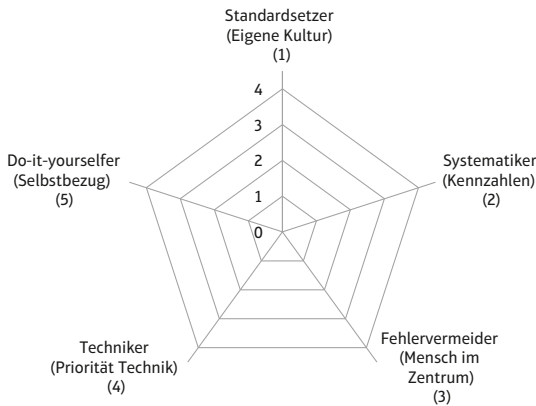 Standardsetzer
(Eigene Kultur)
(1)
4
3
2
1
0
Do-it-yourselfer
(Selbstbezug)
(5)
Systematiker
(Kennzahlen)
(2)
Techniker
(Priorität Technik)
(4)
Fehlervermeider
(Mensch im
Zentrum)
(3)